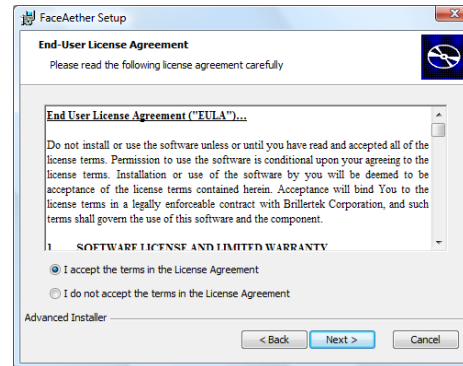 FaceAether Setup
End-User License Agreement
Please read the following license agreement carefully
End User License Agreement ("EULA")...
Do not install or use the software unless or until you have read and accepted all of the
license terms. Permission to use the software is conditional upon your agreeing to the
license terms. Installation or use of the software by you will be deemed to be
acceptance of the license terms contained herein. Acceptance will bind You to the
license terms in a legally enforceable contract with Brillertek Corporation, and such
terms shall govern the use of this software and the component.
1. SOFTWARE LICENSE AND LIMITED WARRANTY
I accept the terms in the License Agreement
I do not accept the terms in the License Agreement
Advanced Installer
< Back Next > Cancel